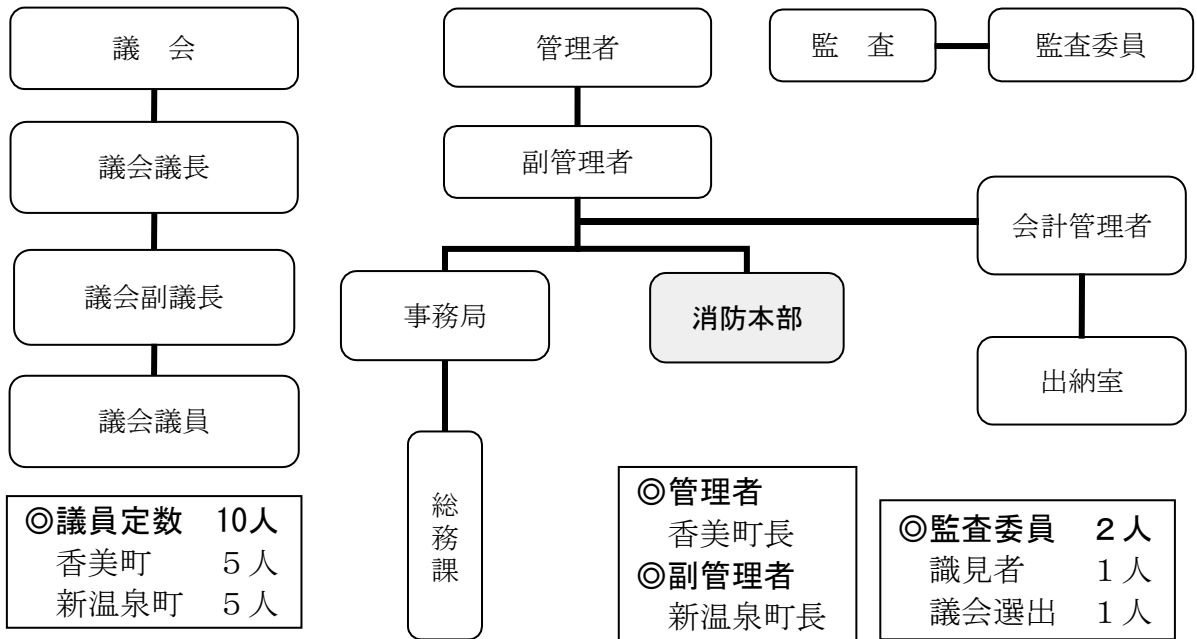 議　会
管理者
監　査
監査委員
議会議長
副管理者
会計管理者
議会副議長
事務局
消防本部
出納室
議会議員
総務課
◎議員定数　10人
香美町　　５人
新温泉町　５人
◎管理者
香美町長
◎副管理者
新温泉町長
◎監査委員　２人
識見者　　１人
議会選出　１人